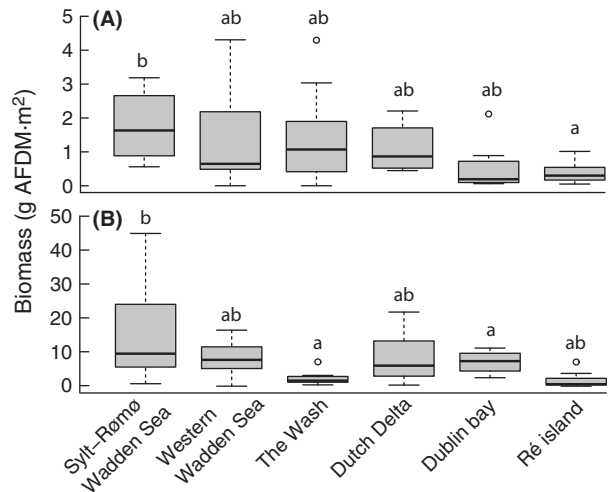 (A)
5
4
3
2
1
0
b
ab
ab
ab
ab
a
Biomass (g AFDM·m²)
(B)
50
40
30
20
10
0
b
ab
a
ab
a
ab
Sylt–Rømø
Wadden Sea
Western
Wadden Sea
The Wash
Dutch Delta
Dublin bay
Ré island